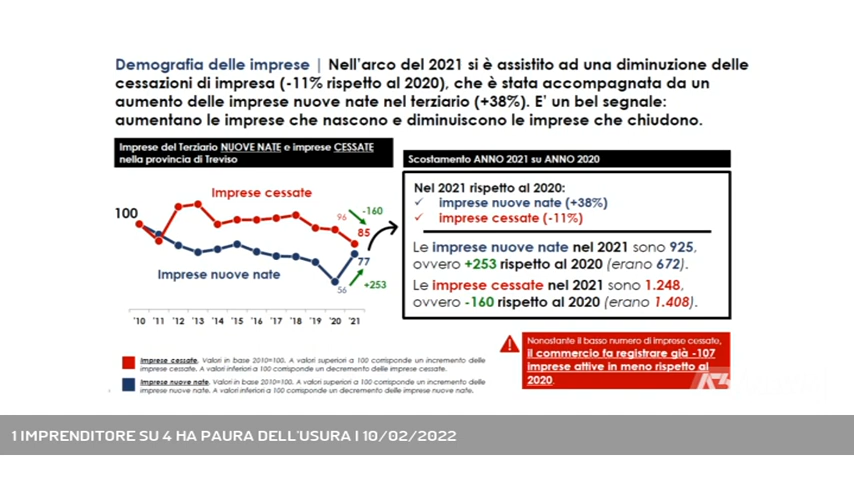 Demografia delle imprese | Nell'arco del 2021 si è assistito ad una diminuzione delle
cessazioni di impresa (-11% rispetto al 2020), che è stata accompagnata da un
aumento delle imprese nuove nate nel terziario (+38%). E' un bel segnale:
aumentano le imprese che nascono e diminuiscono le imprese che chiudono.
Imprese del Terziario NUOVE NATE e imprese CESSATE
nella provincia di Treviso
Scostamento ANNO 2021 su ANNO 2020
Imprese cessate
100
96
-160
85
77
Imprese nuove nate
56
+253
'10 '11 '12 '13 '14 '15 '16 '17 '18 '19 '20 '21
Nel 2021 rispetto al 2020:
✓ imprese nuove nate (+38%)
✓ imprese cessate (-11%)
Le imprese nuove nate nel 2021 sono 925,
ovvero +253 rispetto al 2020 (erano 672).
Le imprese cessate nel 2021 sono 1.248,
ovvero -160 rispetto al 2020 (erano 1.408).
Imprese cessate. Valori in base 2010=100. A valori superiori a 100 corrisponde un incremento delle
imprese cessate. A valori inferiori a 100 corrisponde un decremento delle imprese cessate.
Imprese nuove nate. Valori in base 2010=100. A valori superiori a 100 corrisponde un incremento delle
imprese nuove nate. A valori inferiori a 100 corrisponde un decremento delle imprese nuove nate.
Nonostante il basso numero di imprese cessate,
il commercio fa registrare già -107
imprese attive in meno rispetto al
2020.
1 IMPRENDITORE SU 4 HA PAURA DELL'USURA | 10/02/2022